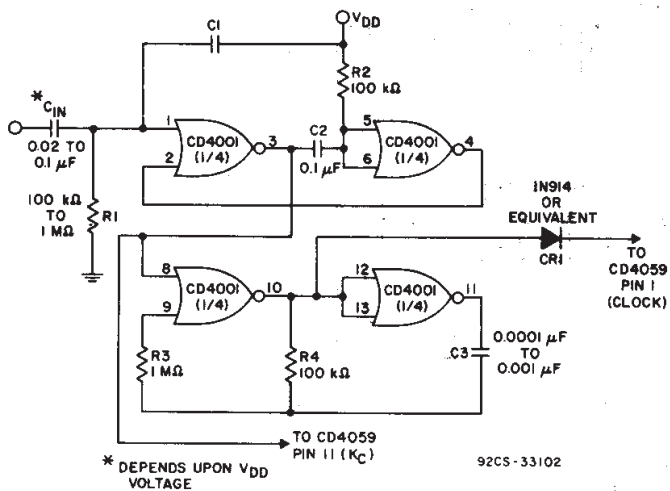 C1
VDD
R2
100 kΩ
* CIN
0.02 TO
0.1 µF
1
2
CD4001
(1/4)
3
C2
0.1 µF
5
6
CD4001
(1/4)
4
100 kΩ
TO
1 MΩ
R1
1N914
OR
EQUIVALENT
CR1
TO
CD4059
PIN 1
(CLOCK)
8
9
CD4001
(1/4)
10
12
13
CD4001
(1/4)
11
R3
1 MΩ
R4
100 kΩ
C3
0.0001 µF
TO
0.001 µF
TO CD4059
PIN 11 (KC)
* DEPENDS UPON VDD
VOLTAGE
92CS-33102